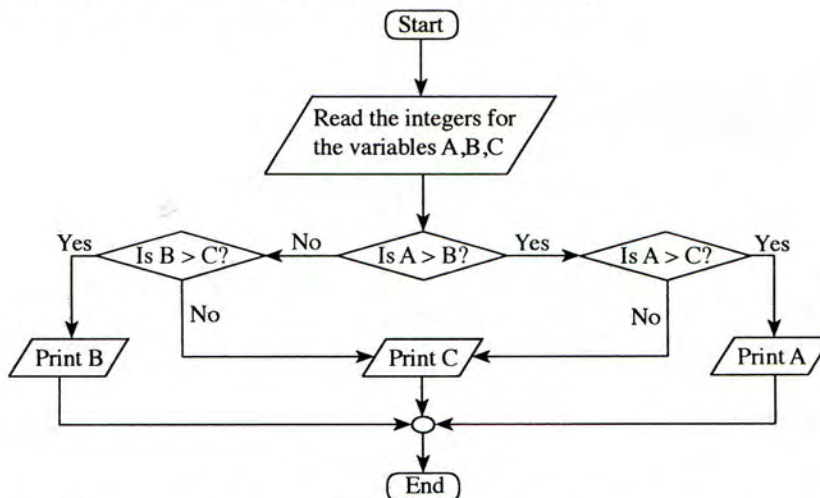 Start
Read the integers for
the variables A,B,C
Yes
Is B > C?
No
Is A > B?
Yes
Is A > C?
Yes
No
No
Print B
Print C
Print A
End